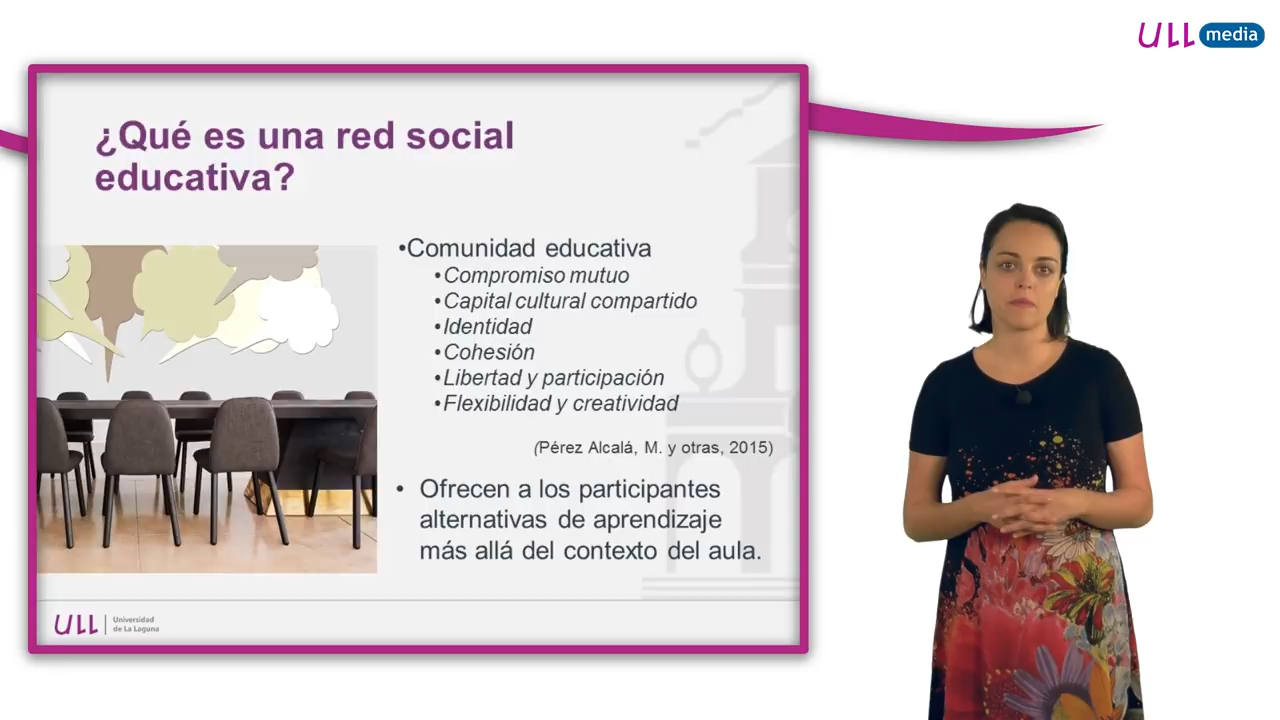 ULL media
¿Qué es una red social
educativa?
•Comunidad educativa
•Compromiso mutuo
•Capital cultural compartido
•Identidad
•Cohesión
•Libertad y participación
•Flexibilidad y creatividad
(Pérez Alcalá, M. y otras, 2015)
• Ofrecen a los participantes
alternativas de aprendizaje
más allá del contexto del aula.
ULL
Universidad
de La Laguna